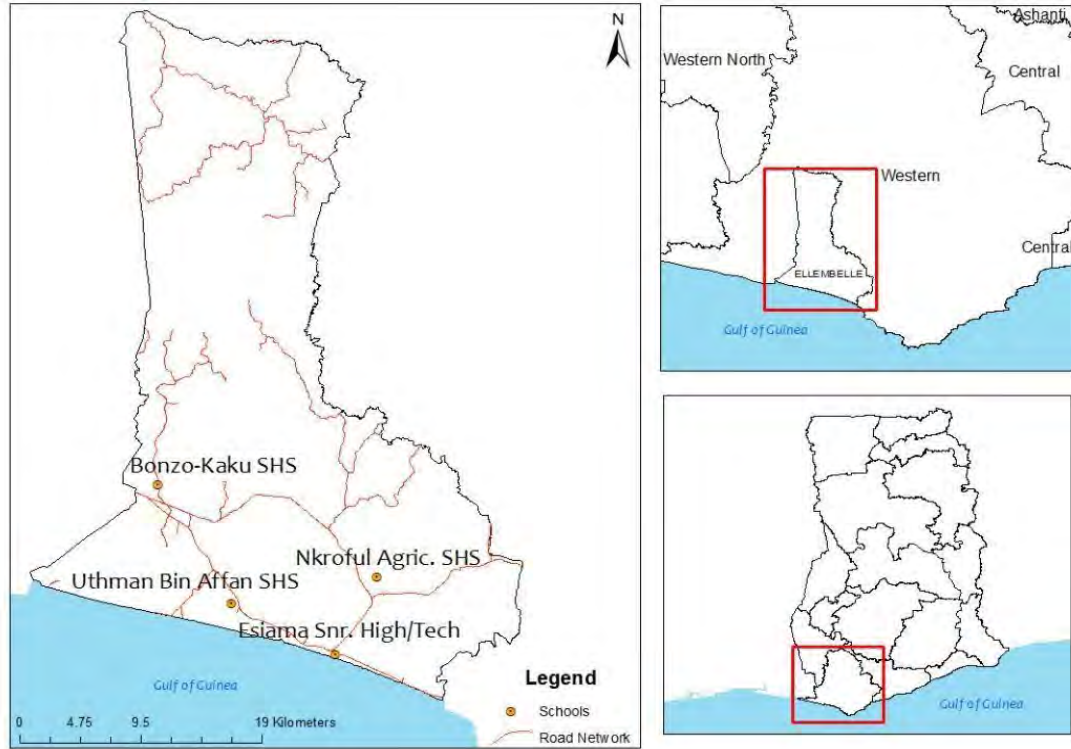 N
Bonzo-Kaku SHS
Nkroful Agric. SHS
Uthman Bin Affan SHS
Esiama Snr. High/Tech
Gulf of Guinea
0 4.75 9.5 19 Kilometers
Legend
Schools
Road Network
Ashanti
Western North
Central
Western
Central
ELLEMBELLE
Gulf of Guinea
Gulf of Guinea